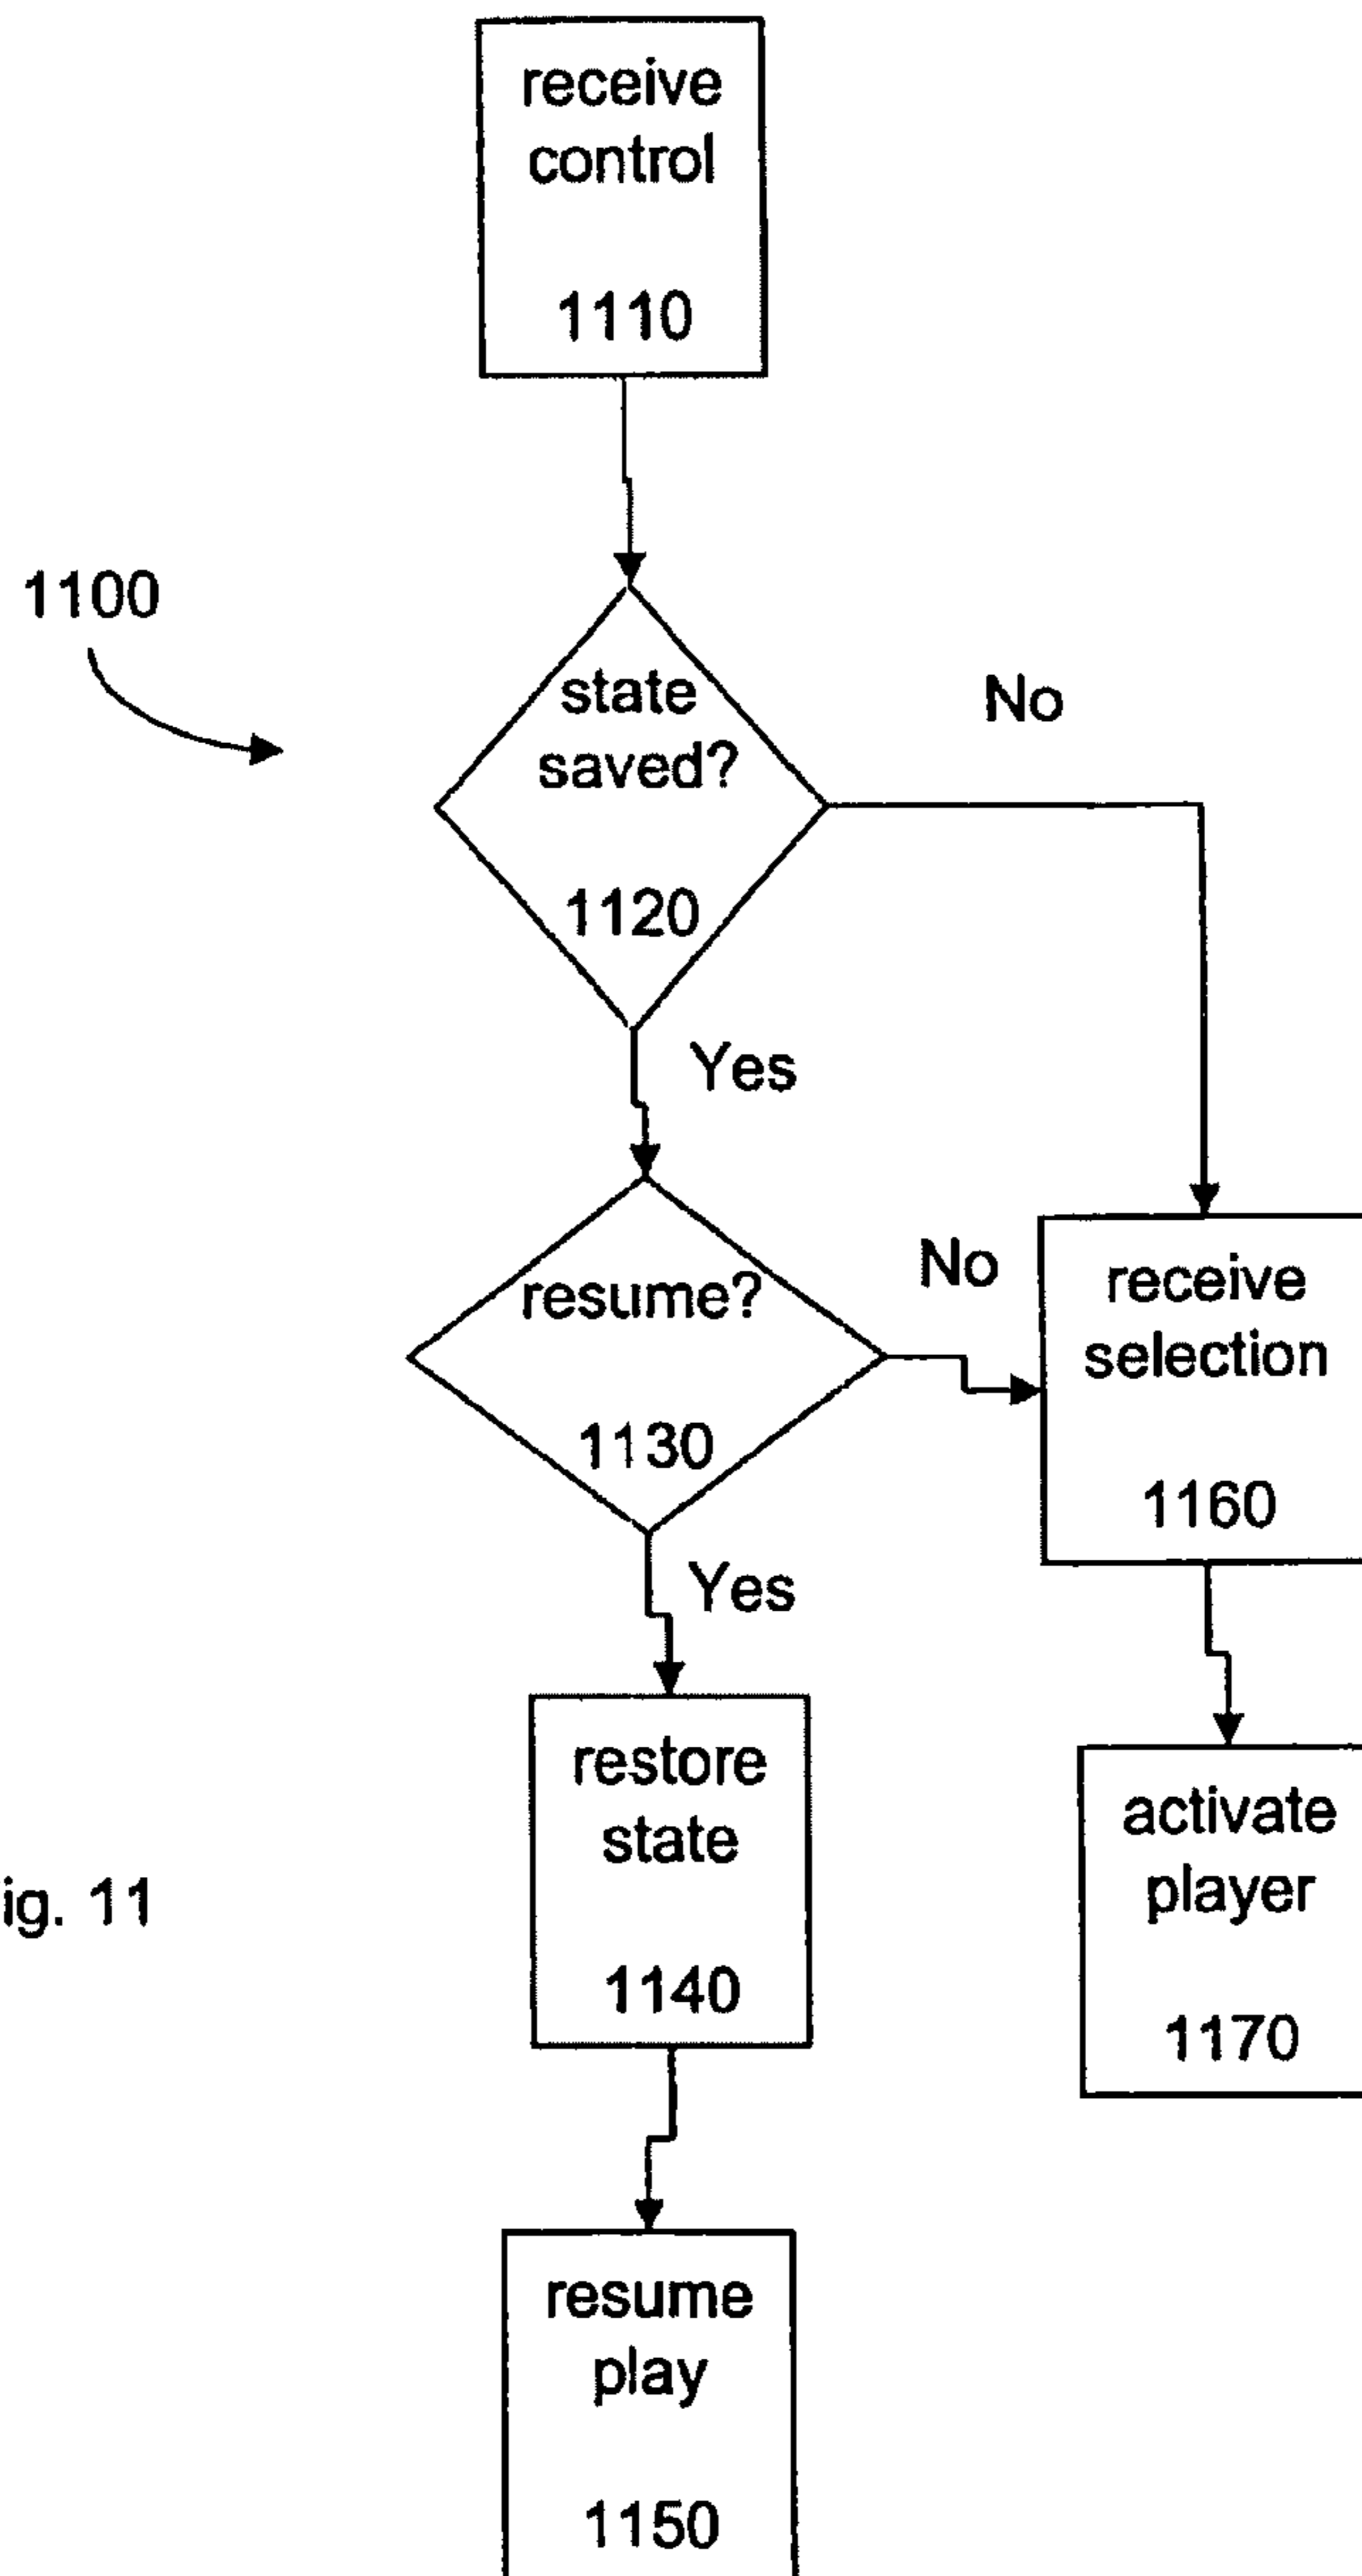 receive
control
1110
1100
state
saved?
1120
No
Yes
resume?
1130
No
receive
selection
1160
Yes
restore
state
1140
activate
player
1170
ig. 11
resume
play
1150